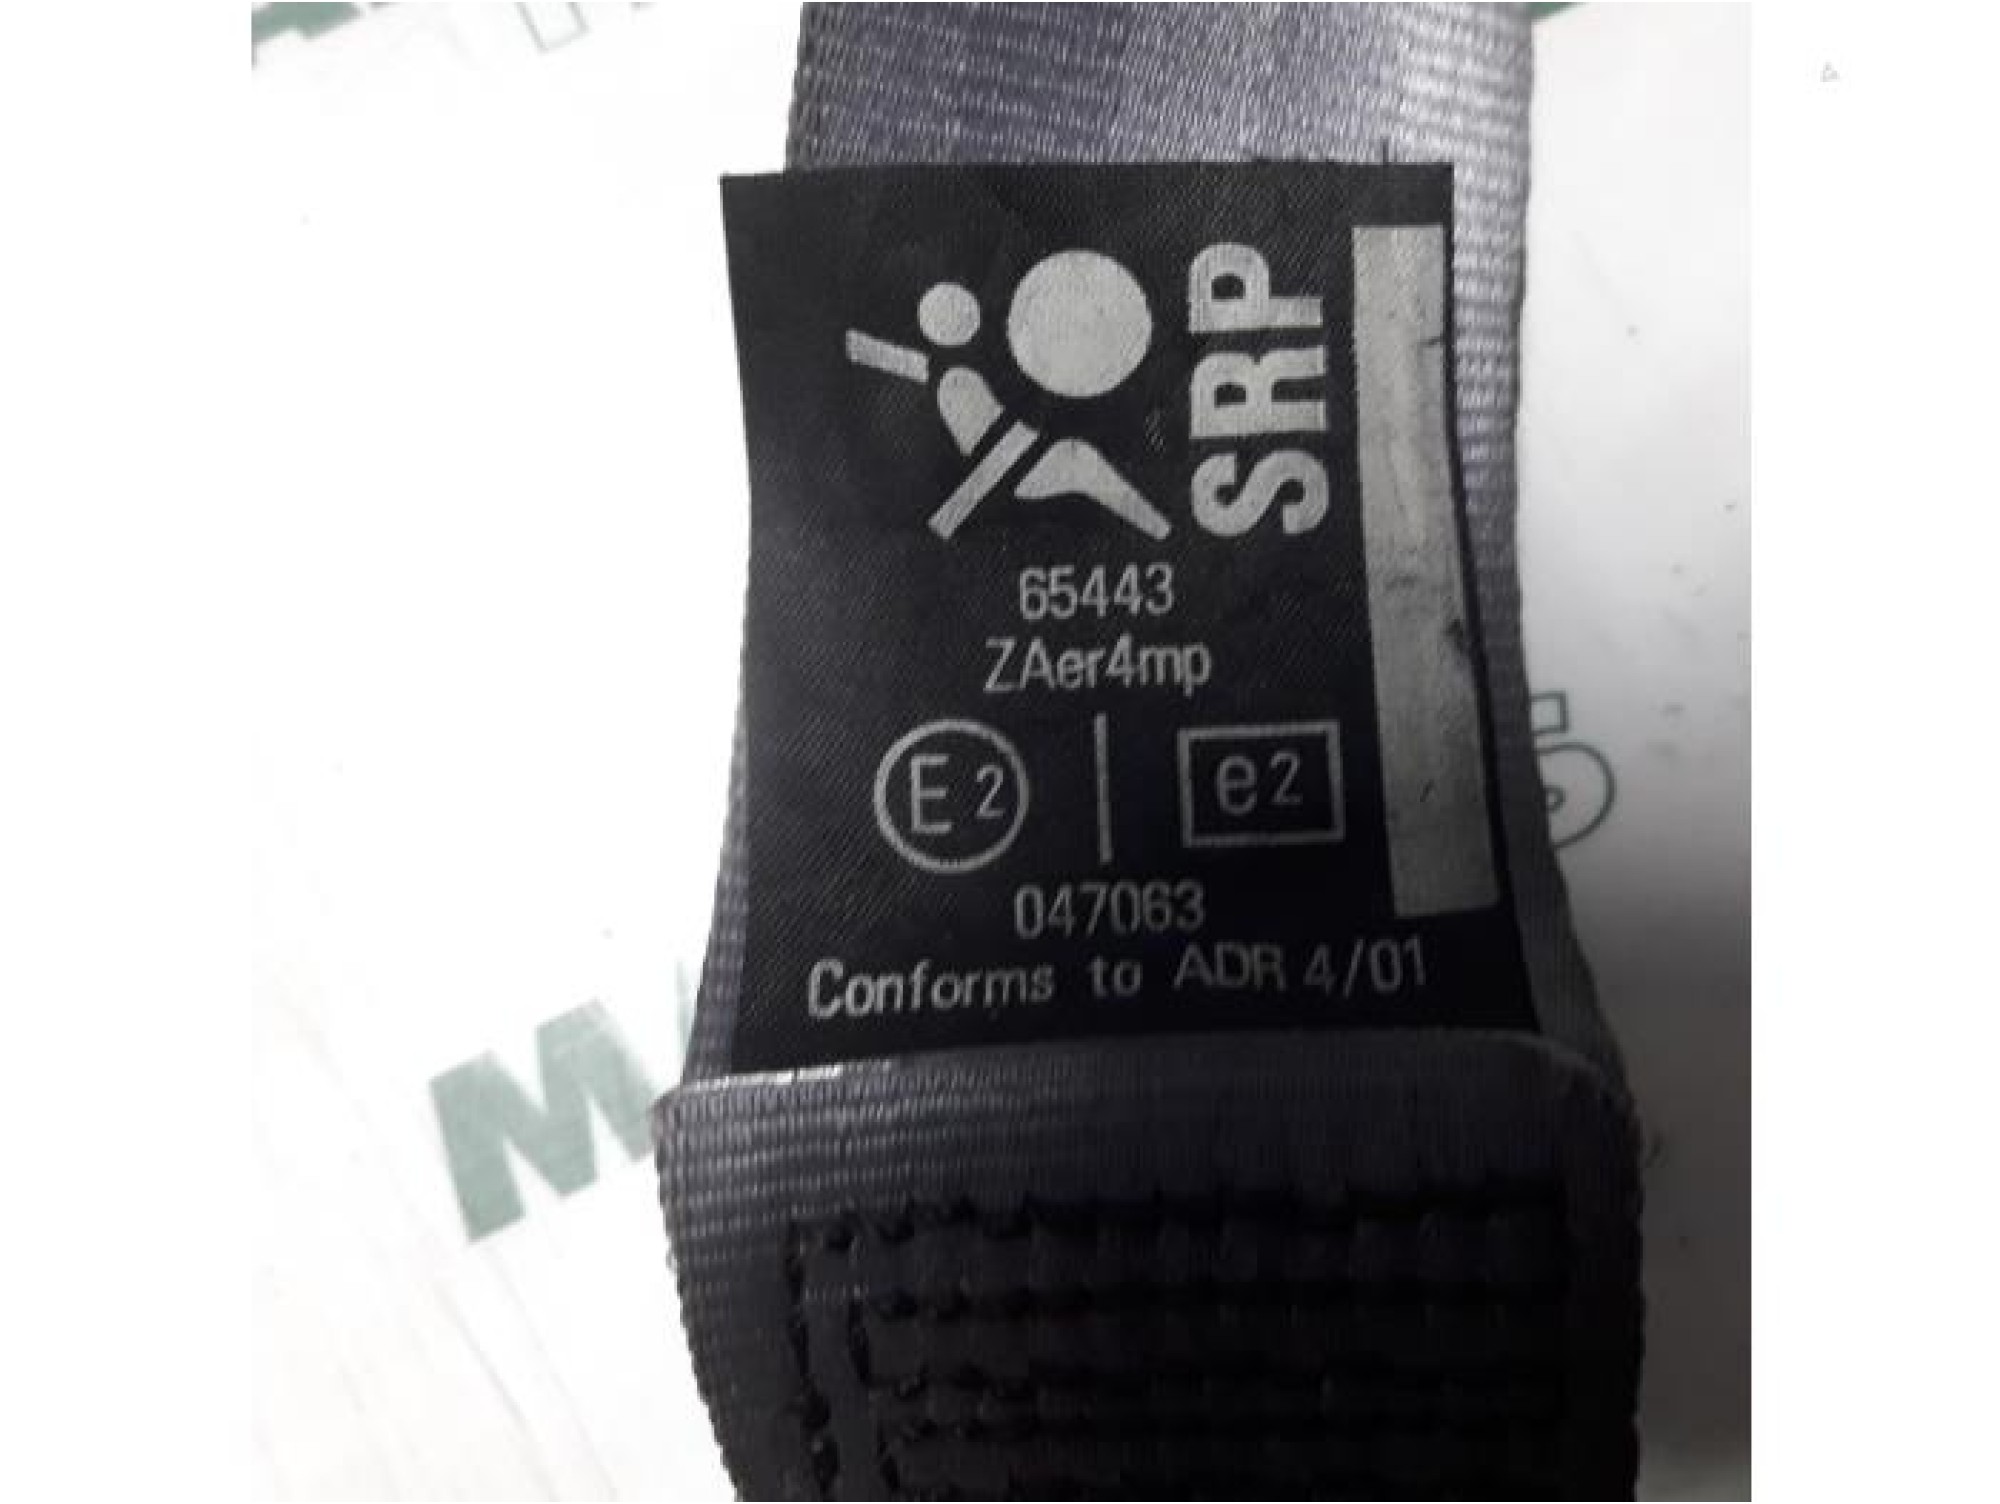 SRP
65443
ZAer4mp
E2 e2
047063
Conforms to ADR 4/01